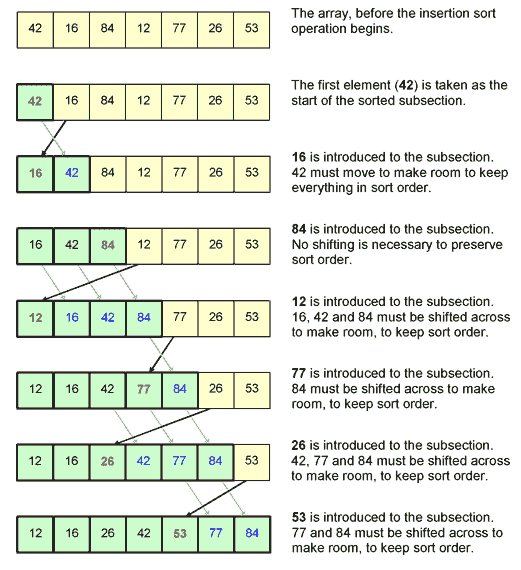 42 16 84 12 77 26 53
The array, before the insertion sort
operation begins.
42 16 84 12 77 26 53
The first element (42) is taken as the
start of the sorted subsection.
16 42 84 12 77 26 53
16 is introduced to the subsection.
42 must move to make room to keep
everything in sort order.
16 42 84 12 77 26 53
84 is introduced to the subsection.
No shifting is necessary to preserve
sort order.
12 16 42 84 77 26 53
12 is introduced to the subsection.
16, 42 and 84 must be shifted across
to make room, to keep sort order.
12 16 42 77 84 26 53
77 is introduced to the subsection.
84 must be shifted across to make
room, to keep sort order.
12 16 26 42 77 84 53
26 is introduced to the subsection.
42, 77 and 84 must be shifted across
to make room, to keep sort order.
12 16 26 42 53 77 84
53 is introduced to the subsection.
77 and 84 must be shifted across to
make room, to keep sort order.